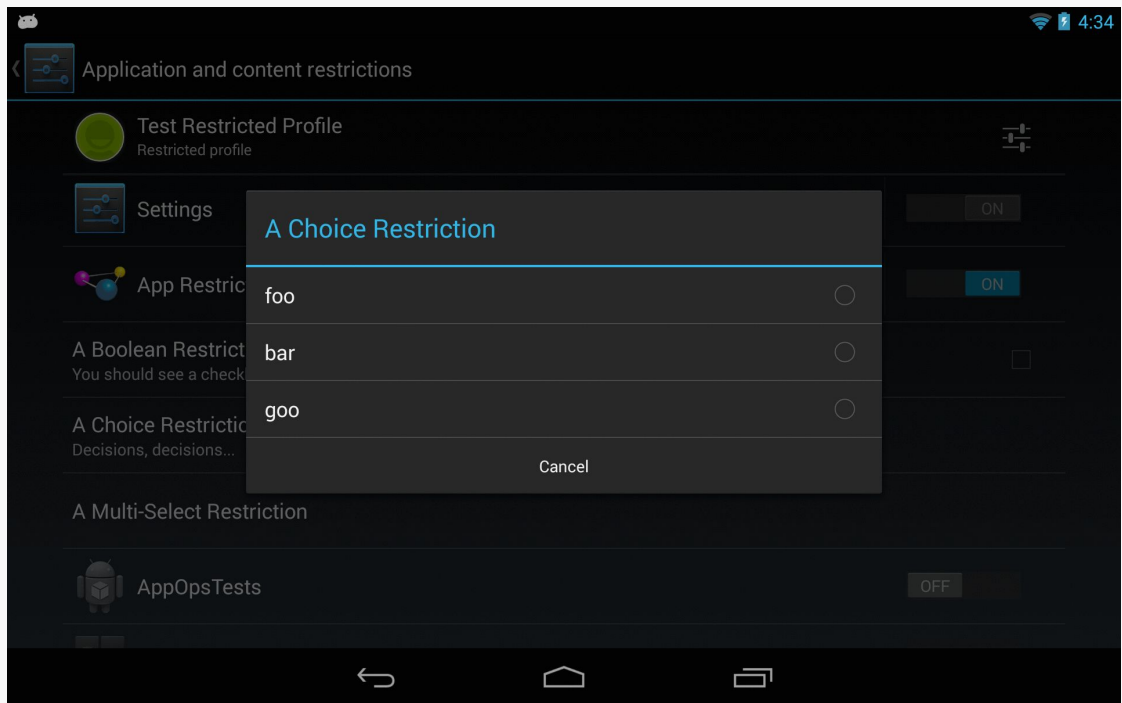 4:34
Application and content restrictions
Test Restricted Profile
Restricted profile
Settings
ON
A Choice Restriction
App Restric
ON
foo
A Boolean Restrict
You should see a check
bar
A Choice Restrictio
Decisions, decisions...
goo
Cancel
A Multi-Select Restriction
AppOpsTests
OFF